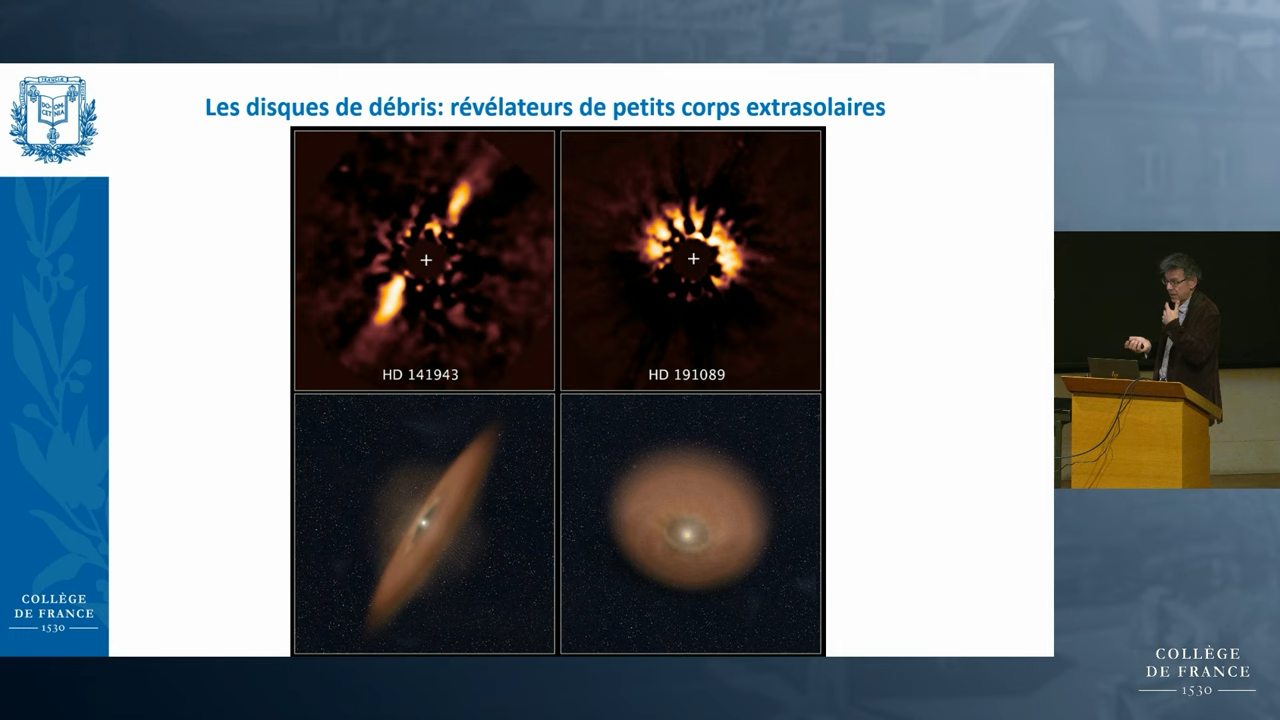 Les disques de débris: révélateurs de petits corps extrasolaires
HD 141943
HD 191089
COLLÈGE
DE FRANCE
1530
COLLÈGE
DE FRANCE
1530